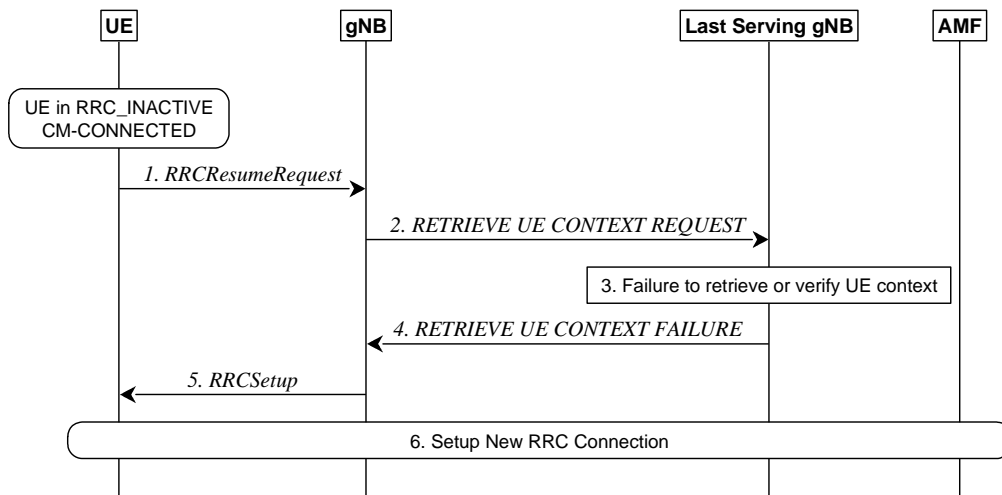 UE
gNB
Last Serving gNB
AMF
UE in RRC_INACTIVE
CM-CONNECTED
1. RRCResumeRequest
2. RETRIEVE UE CONTEXT REQUEST
3. Failure to retrieve or verify UE context
4. RETRIEVE UE CONTEXT FAILURE
5. RRCSetup
6. Setup New RRC Connection